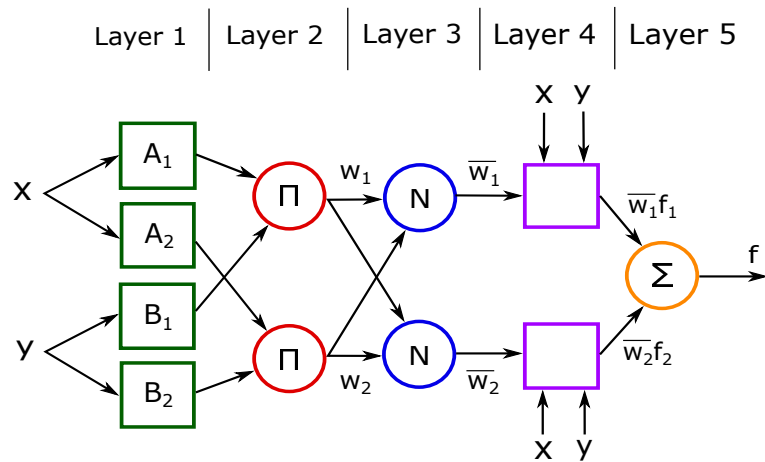 Layer 1 Layer 2 Layer 3 Layer 4 Layer 5
x y
A₁ w₁ w̅₁
Π N w̅₁f₁
x
A₂ f
Σ
B₁
y w̅₂f₂
Π N
B₂ w₂ w̅₂
x y